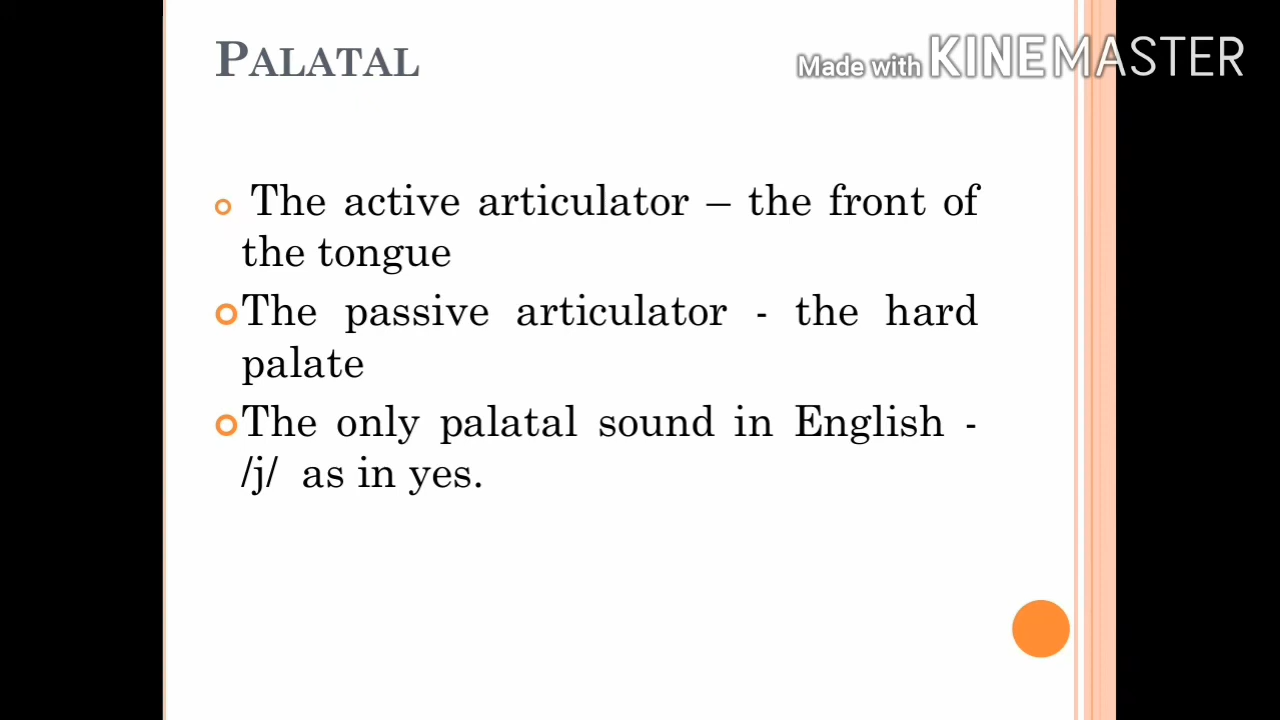 PALATAL
Made with KINEMASTER
The active articulator – the front of
the tongue
The passive articulator - the hard
palate
The only palatal sound in English -
/j/ as in yes.